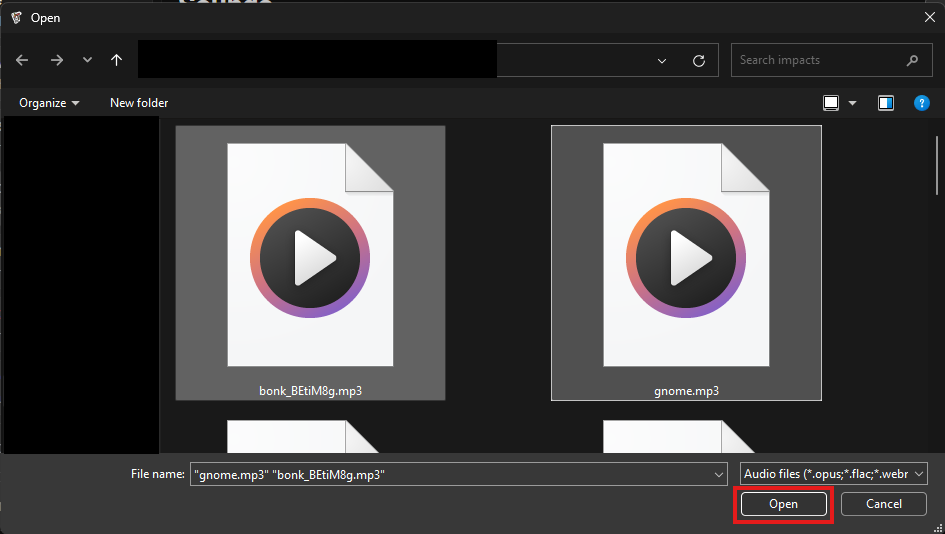 Open
Search impacts
Organize
New folder
bonk_BEtiM8g.mp3
gnome.mp3
File name:
"gnome.mp3" "bonk_BEtiM8g.mp3"
Audio files (*.opus;*.flac;*.webr
Open
Cancel